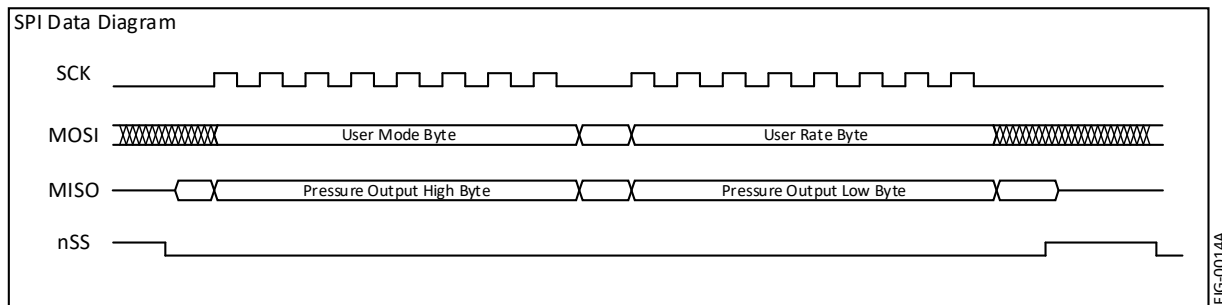 SPI Data Diagram
SCK
MOSI
User Mode Byte
User Rate Byte
MISO
Pressure Output High Byte
Pressure Output Low Byte
nSS
FIG-0014A